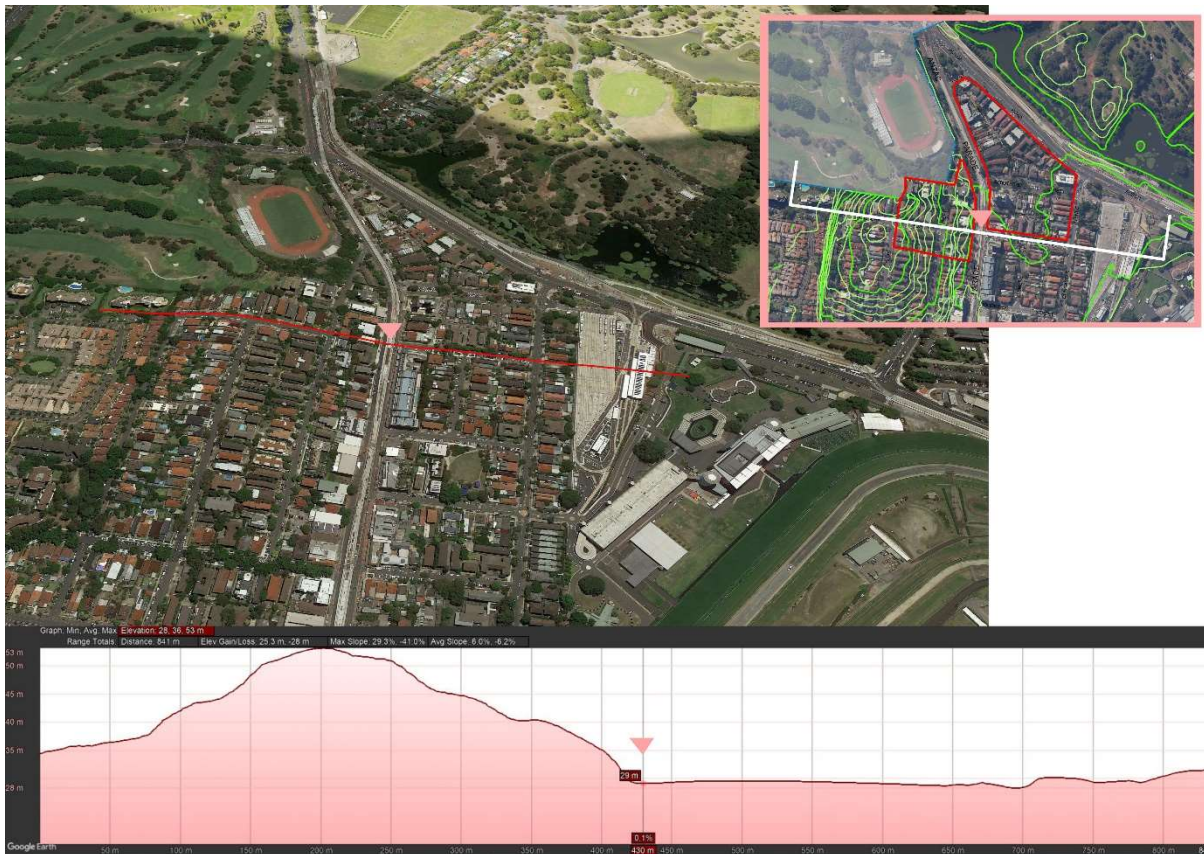 Graph: Min, Avg, Max Elevation: 28, 36, 53 m
Range Totals: Distance: 841 m Elev Gain/Loss: 25.3 m, -28 m Max Slope: 29.3%, -41.0% Avg Slope: 6.0%, -6.2%
53 m
50 m
45 m
40 m
35 m
28 m
29 m
0.1%
Google Earth
50 m 100 m 150 m 200 m 250 m 300 m 350 m 400 m 430 m 450 m 500 m 550 m 600 m 650 m 700 m 750 m 800 m